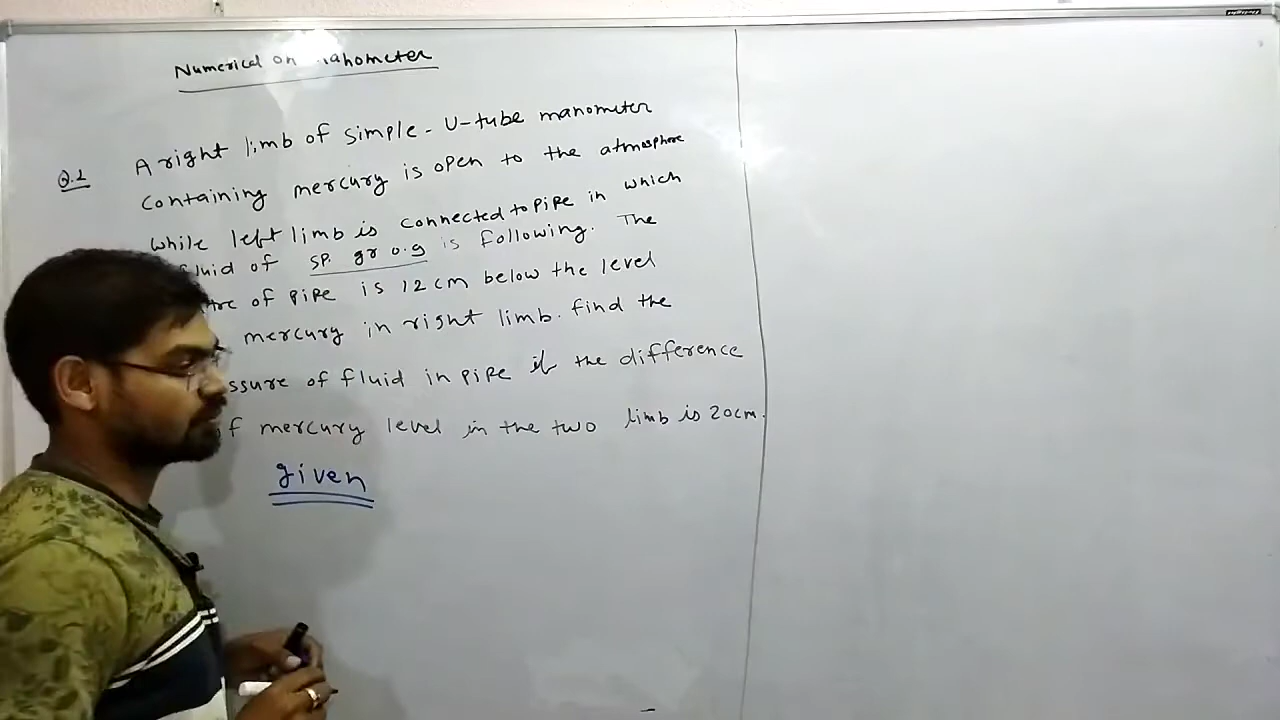 Numerical on
Q.1 A right limb of simple - U-tube manometer
containing mercury is open to the atmosphere
while left limb is connected to pipe in which
fluid of sp. gr 0.9 is following. The
of pipe is 12cm below the level
mercury in right limb. find the
ssure of fluid in pipe if the difference
of mercury level in the two limb is 20cm.
given